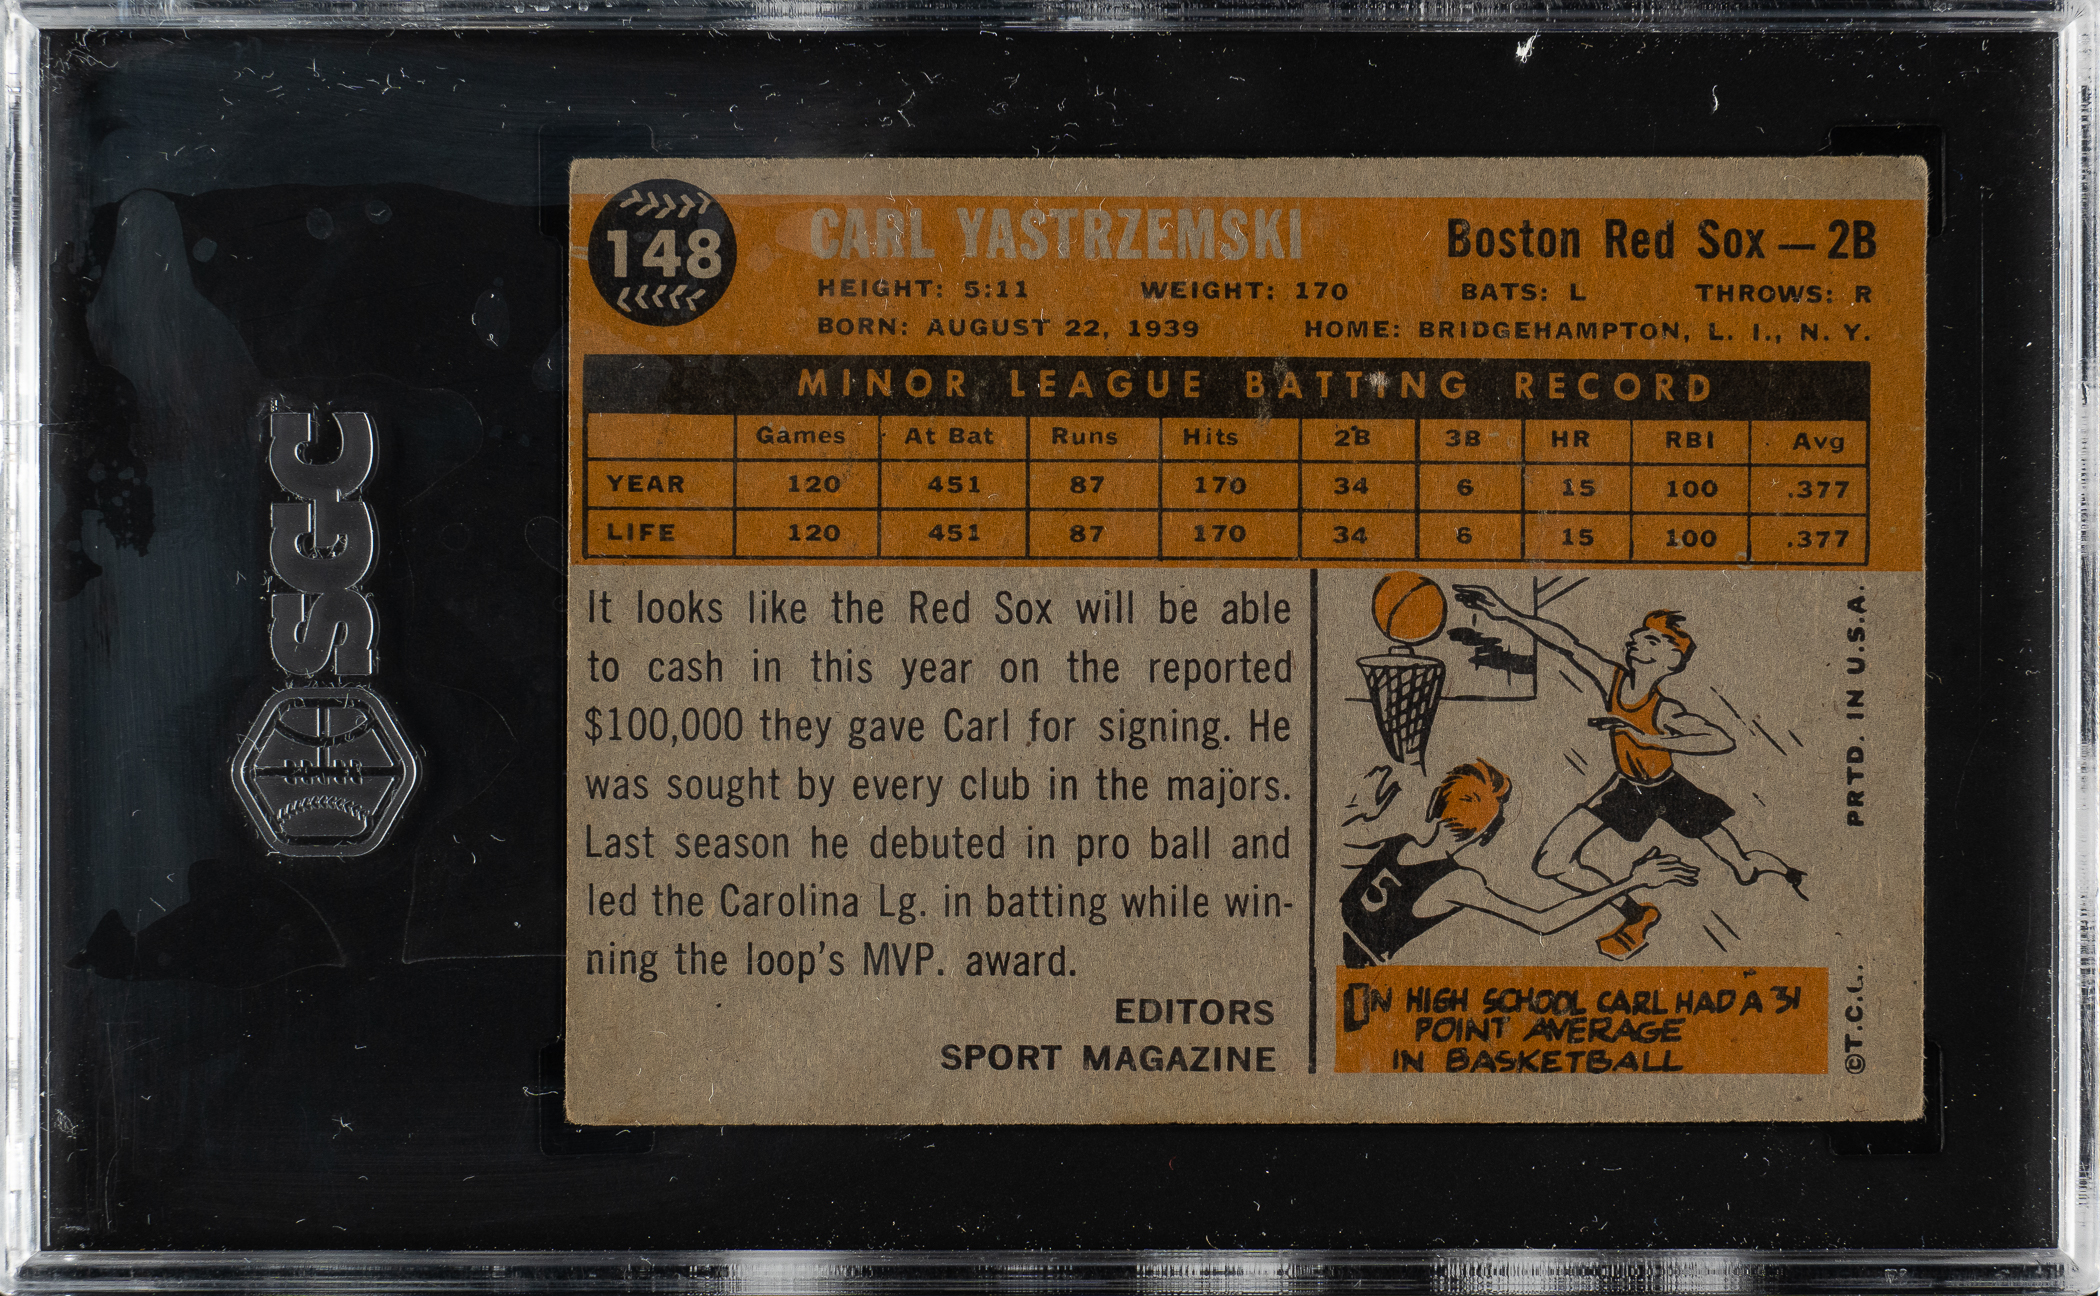 148
CARL YASTRZEMSKI
Boston Red Sox — 2B
HEIGHT: 5:11 WEIGHT: 170 BATS: L THROWS: R
BORN: AUGUST 22, 1939 HOME: BRIDGEHAMPTON, L. I., N. Y.
MINOR LEAGUE BATTING RECORD
Games At Bat Runs Hits 2B 3B HR RBI Avg
YEAR 120 451 87 170 34 6 15 100 .377
LIFE 120 451 87 170 34 6 15 100 .377
It looks like the Red Sox will be able
to cash in this year on the reported
$100,000 they gave Carl for signing. He
was sought by every club in the majors.
Last season he debuted in pro ball and
led the Carolina Lg. in batting while win-
ning the loop's MVP. award.
EDITORS
SPORT MAGAZINE
5
IN HIGH SCHOOL CARL HAD A 31
POINT AVERAGE
IN BASKETBALL
©T.C.G. PRTD. IN U.S.A.
SGC